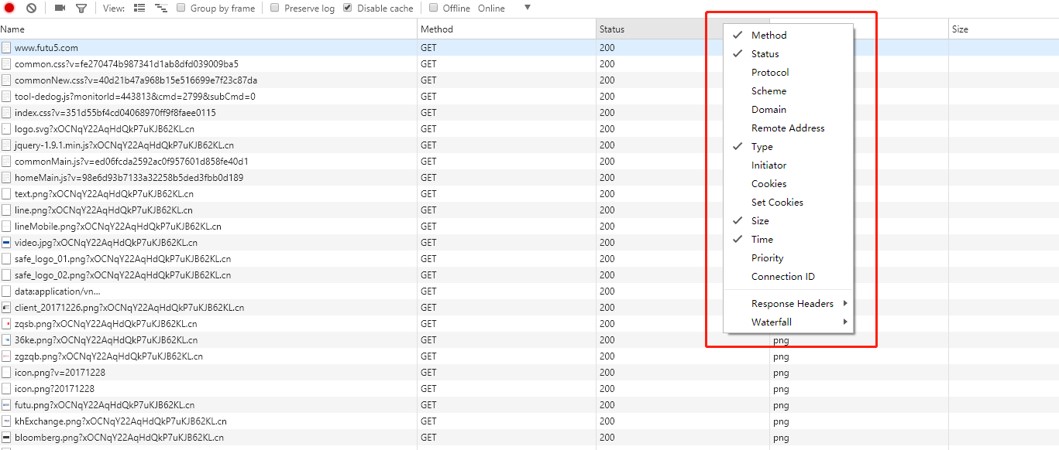 View: Group by frame Preserve log Disable cache Offline Online
Name Method Status Size
www.futu5.com GET 200
common.css?v=fe270474b987341d1ab8dfd039009ba5 GET 200
commonNew.css?v=40d21b47a968b15e516699e7f23c87da GET 200
tool-dedog.js?monitorId=443813&cmd=2799&subCmd=0 GET 200
index.css?v=351d55bf4cd04068970ff9f8faee0115 GET 200
logo.svg?xOCNqY22AqHdQkP7uKJB62KL.cn GET 200
jquery-1.9.1.min.js?xOCNqY22AqHdQkP7uKJB62KL.cn GET 200
commonMain.js?v=ed06fcda2592ac0f957601d858fe40d1 GET 200
homeMain.js?v=98e6d93b7133a32258b5ded3fbb0d189 GET 200
text.png?xOCNqY22AqHdQkP7uKJB62KL.cn GET 200
line.png?xOCNqY22AqHdQkP7uKJB62KL.cn GET 200
lineMobile.png?xOCNqY22AqHdQkP7uKJB62KL.cn GET 200
video.jpg?xOCNqY22AqHdQkP7uKJB62KL.cn GET 200
safe_logo_01.png?xOCNqY22AqHdQkP7uKJB62KL.cn GET 200
safe_logo_02.png?xOCNqY22AqHdQkP7uKJB62KL.cn GET 200
data:application/vn... GET 200
client_20171226.png?xOCNqY22AqHdQkP7uKJB62KL.cn GET 200
zqsb.png?xOCNqY22AqHdQkP7uKJB62KL.cn GET 200
36ke.png?xOCNqY22AqHdQkP7uKJB62KL.cn GET 200 png
zgzqb.png?xOCNqY22AqHdQkP7uKJB62KL.cn GET 200 png
icon.png?v=20171228 GET 200 png
icon.png?20171228 GET 200 png
futu.png?xOCNqY22AqHdQkP7uKJB62KL.cn GET 200 png
khExchange.png?xOCNqY22AqHdQkP7uKJB62KL.cn GET 200 png
bloomberg.png?xOCNqY22AqHdQkP7uKJB62KL.cn GET 200 png
Method
Status
Protocol
Scheme
Domain
Remote Address
Type
Initiator
Cookies
Set Cookies
Size
Time
Priority
Connection ID
Response Headers
Waterfall